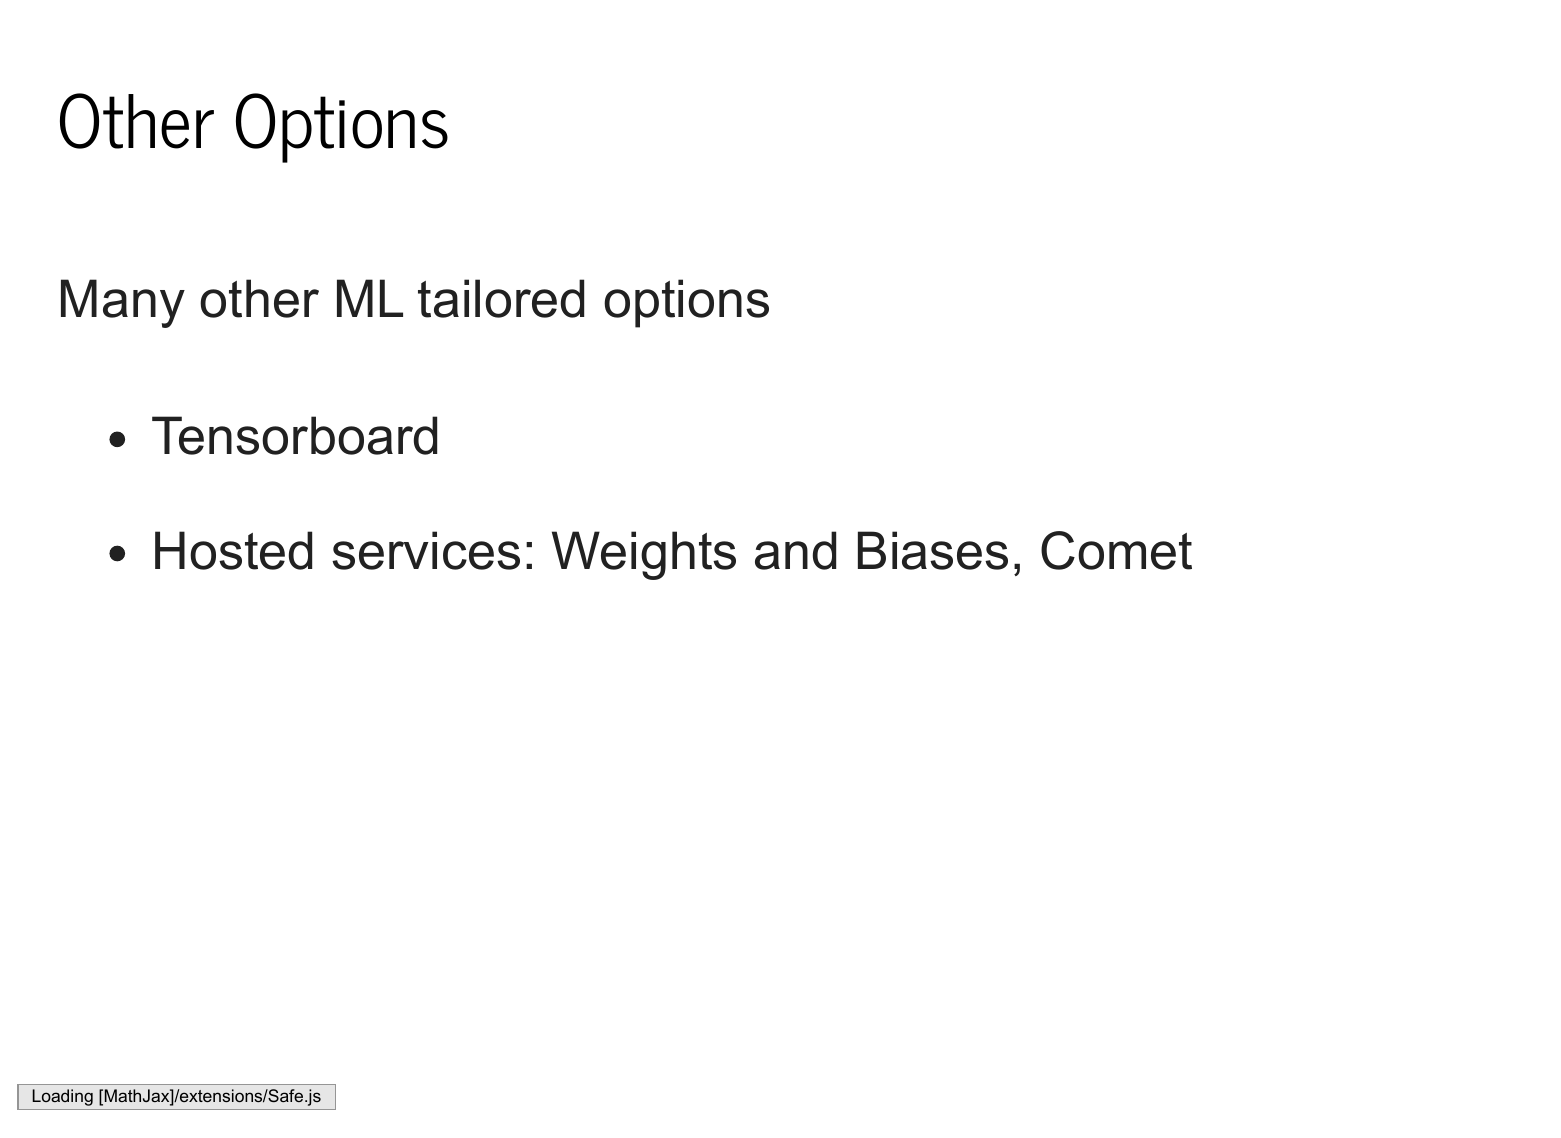 Other Options
Many other ML tailored options
• Tensorboard
• Hosted services: Weights and Biases, Comet
Loading [MathJax]/extensions/Safe.js